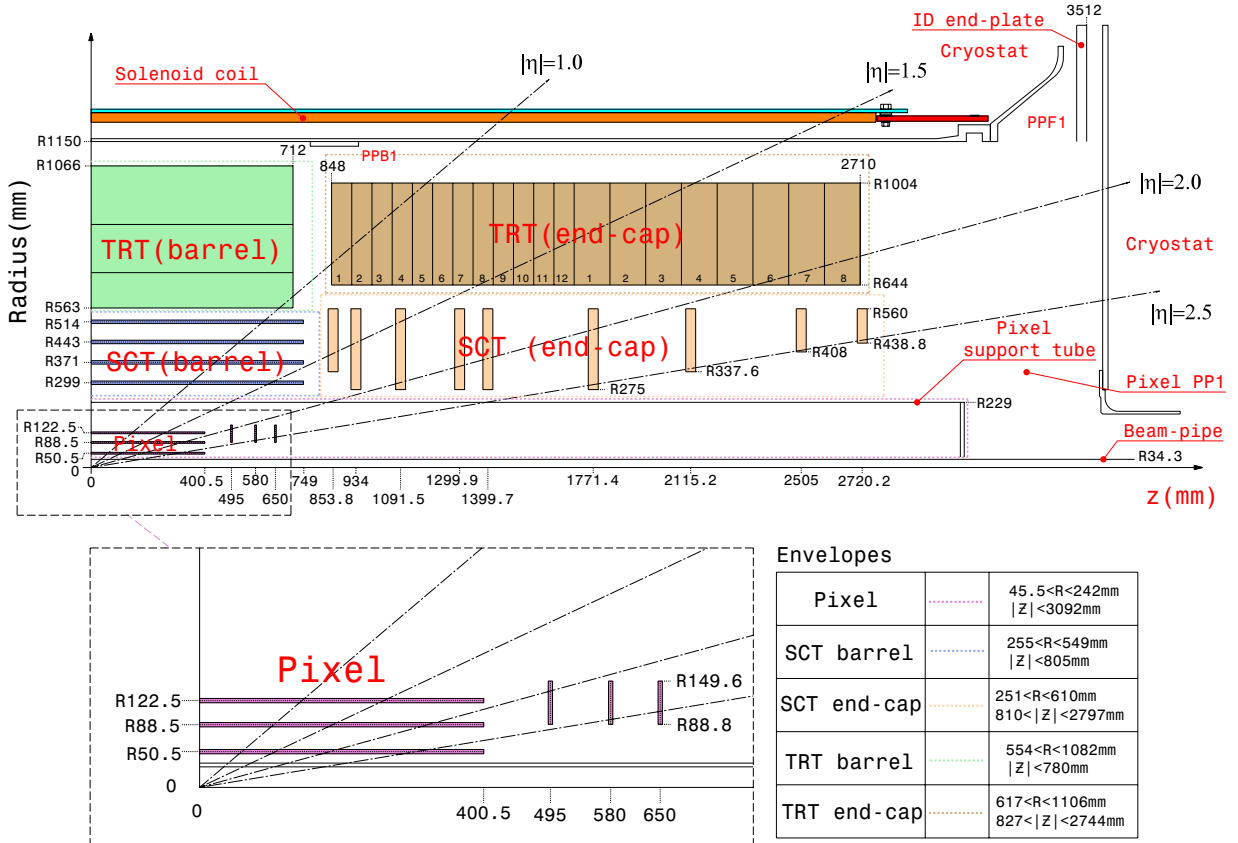 3512
ID end-plate
Cryostat
|η|=1.0
|η|=1.5
Solenoid coil
PPF1
R1150
712
PPB1
R1066
848
2710
R1004
|η|=2.0
TRT(barrel)
TRT(end-cap)
Cryostat
Radius(mm)
1 2 3 4 5 6 7 8 9 10 11 12 1 2 3 4 5 6 7 8
R644
R563
R560
R514
|η|=2.5
R443
SCT(barrel)
SCT (end-cap)
R438.8
Pixel
support tube
R408
R371
R337.6
R299
R275
Pixel PP1
R229
R122.5
R88.5
Pixel
Beam-pipe
R50.5
R34.3
0
0
400.5
580
749
934
1299.9
1771.4
2115.2
2505
2720.2
495
650
853.8
1091.5
1399.7
z(mm)
Envelopes
Pixel
45.5<R<242mm
|Z|<3092mm
SCT barrel
255<R<549mm
|Z|<805mm
SCT end-cap
251<R<610mm
810<|Z|<2797mm
TRT barrel
554<R<1082mm
|Z|<780mm
TRT end-cap
617<R<1106mm
827<|Z|<2744mm
Pixel
R149.6
R122.5
R88.5
R88.8
R50.5
0
0
400.5
495
580
650